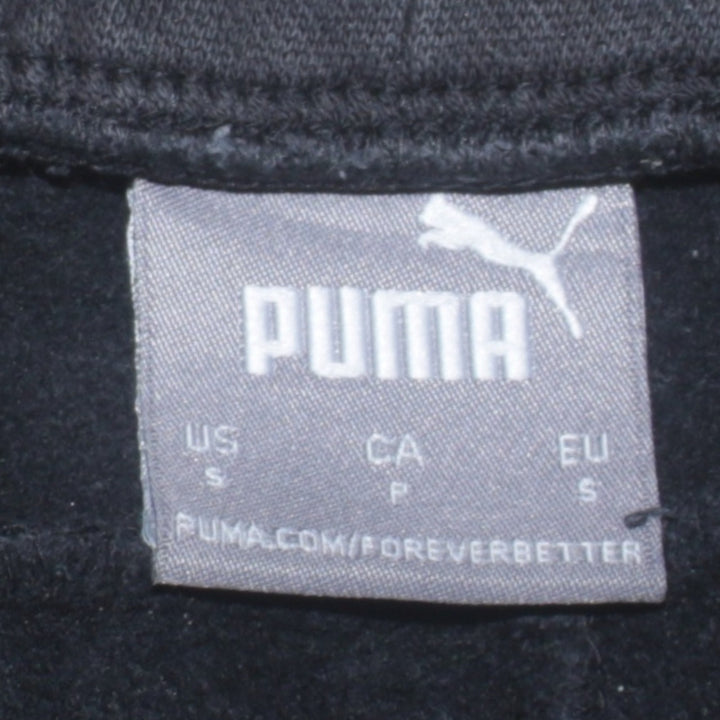 PUMA
US CA EU
S P S
PUMA.COM/FOREVERBETTER